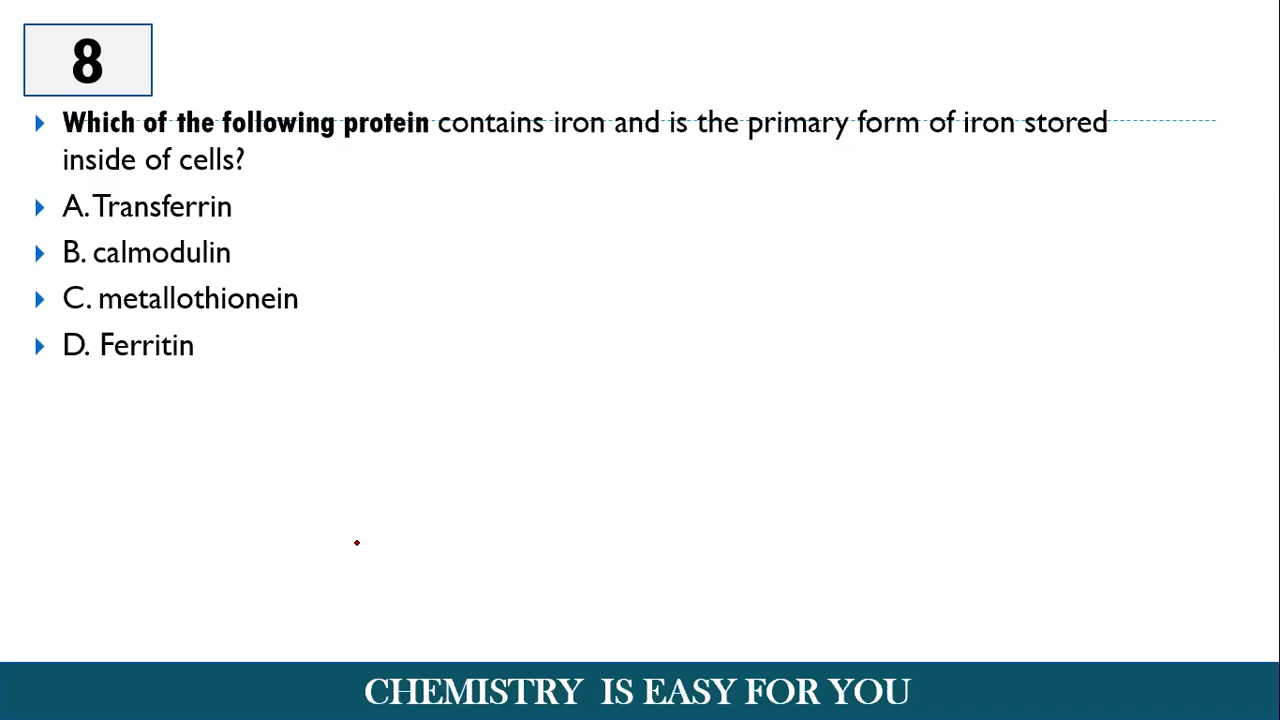 8
Which of the following protein contains iron and is the primary form of iron stored
inside of cells?
A. Transferrin
B. calmodulin
C. metallothionein
D. Ferritin
CHEMISTRY IS EASY FOR YOU